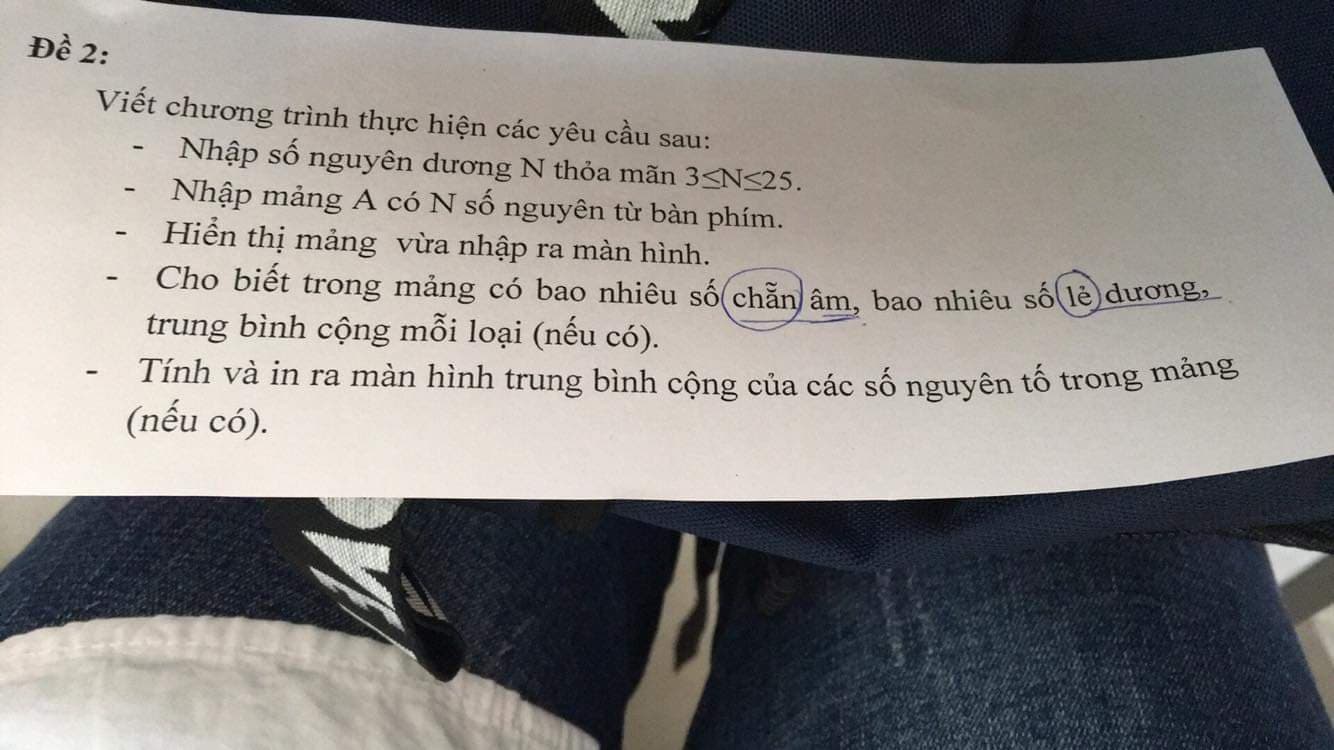 Đề 2:
Viết chương trình thực hiện các yêu cầu sau:
- Nhập số nguyên dương N thỏa mãn 3≤N≤25.
- Nhập mảng A có N số nguyên từ bàn phím.
- Hiển thị mảng vừa nhập ra màn hình.
- Cho biết trong mảng có bao nhiêu số chẵn âm, bao nhiêu số lẻ dương,
trung bình cộng mỗi loại (nếu có).
- Tính và in ra màn hình trung bình cộng của các số nguyên tố trong mảng
(nếu có).